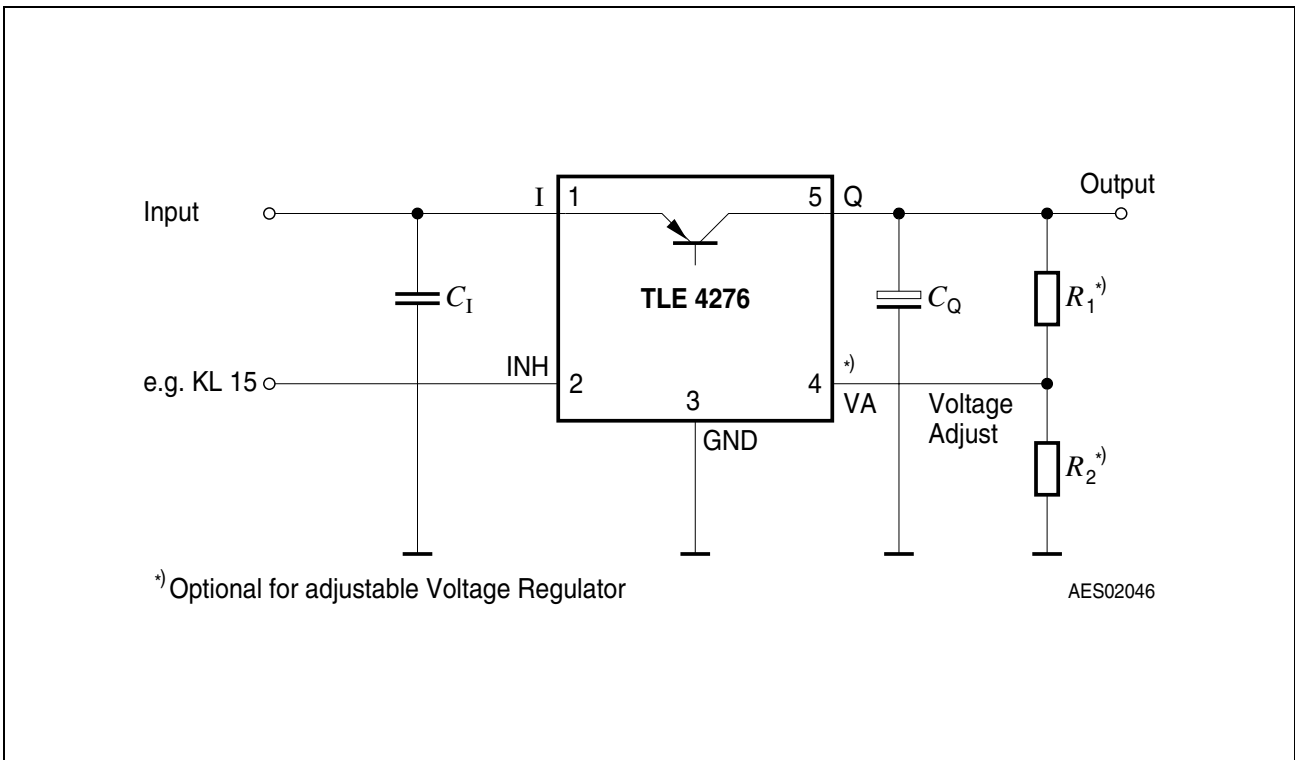 Output
Input
I
1
5
Q
TLE 4276
C_I
C_Q
R_1*)
e.g. KL 15
INH
2
3
4
*)
VA
GND
Voltage
Adjust
R_2*)
*) Optional for adjustable Voltage Regulator
AES02046